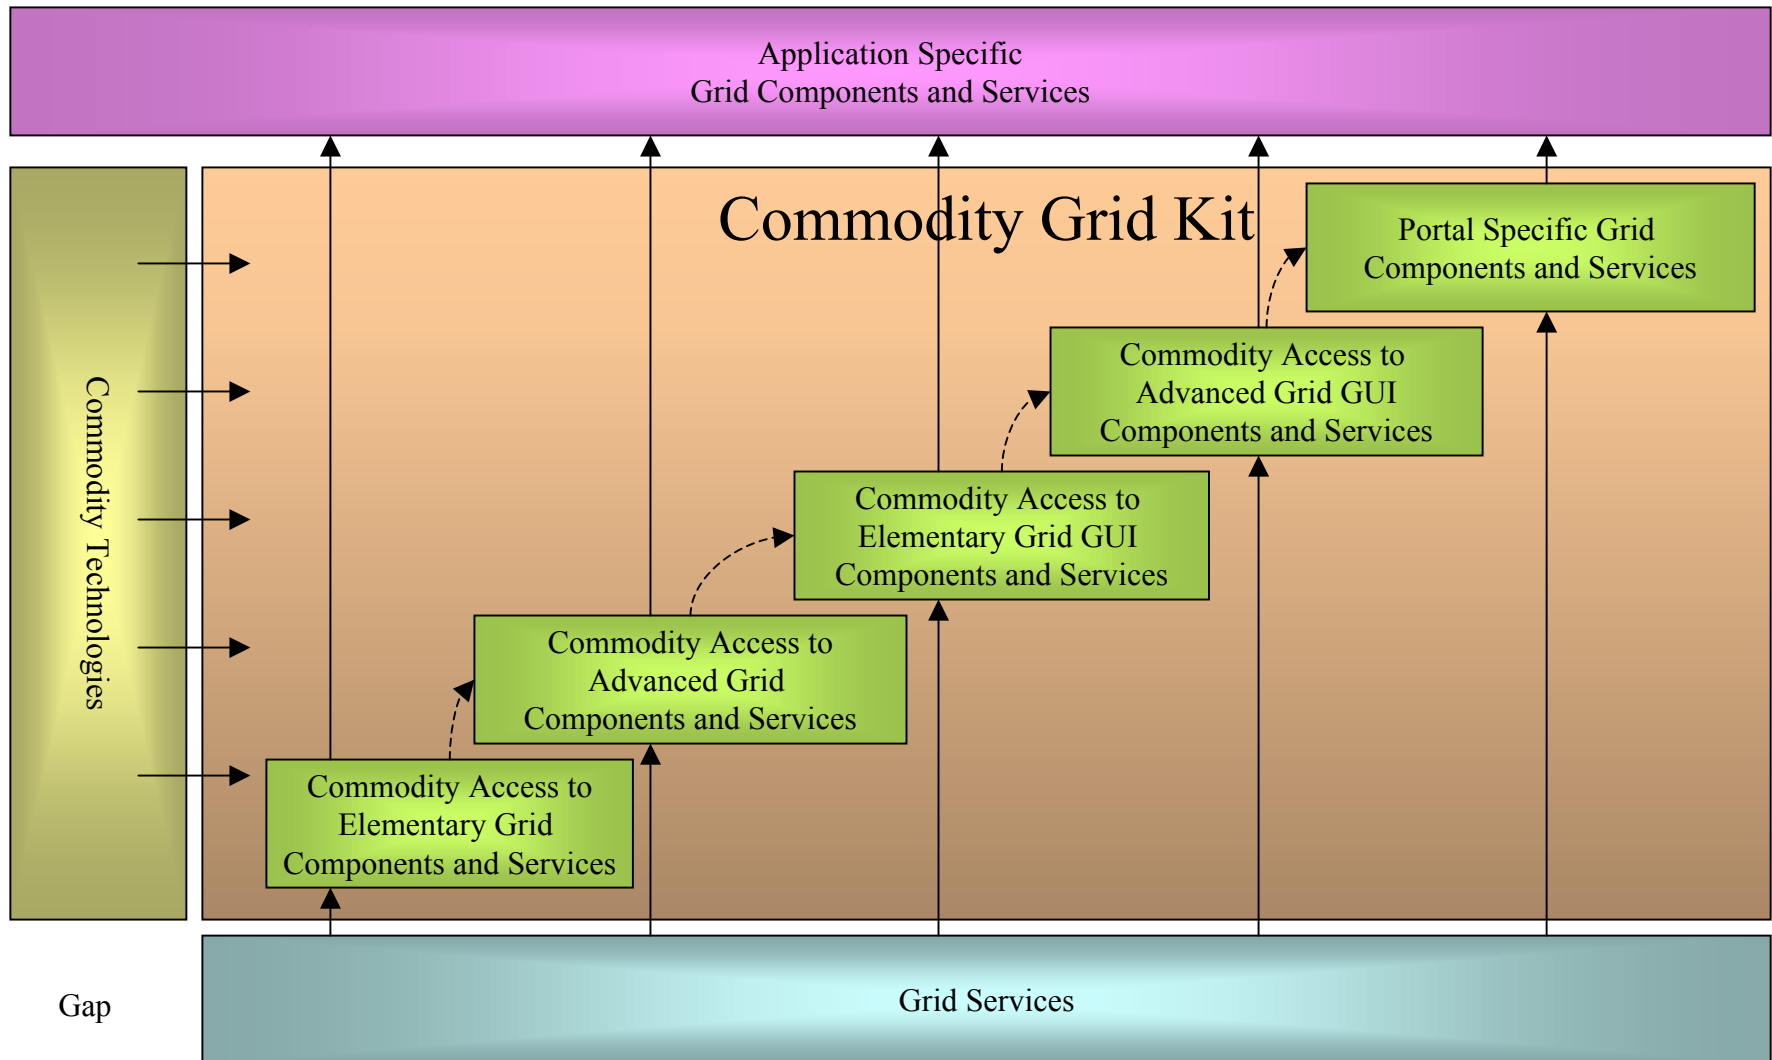 Application Specific
Grid Components and Services
Commodity Grid Kit
Portal Specific Grid
Components and Services
Commodity Access to
Advanced Grid GUI
Components and Services
Commodity Technologies
Commodity Access to
Elementary Grid GUI
Components and Services
Commodity Access to
Advanced Grid
Components and Services
Commodity Access to
Elementary Grid
Components and Services
Gap
Grid Services